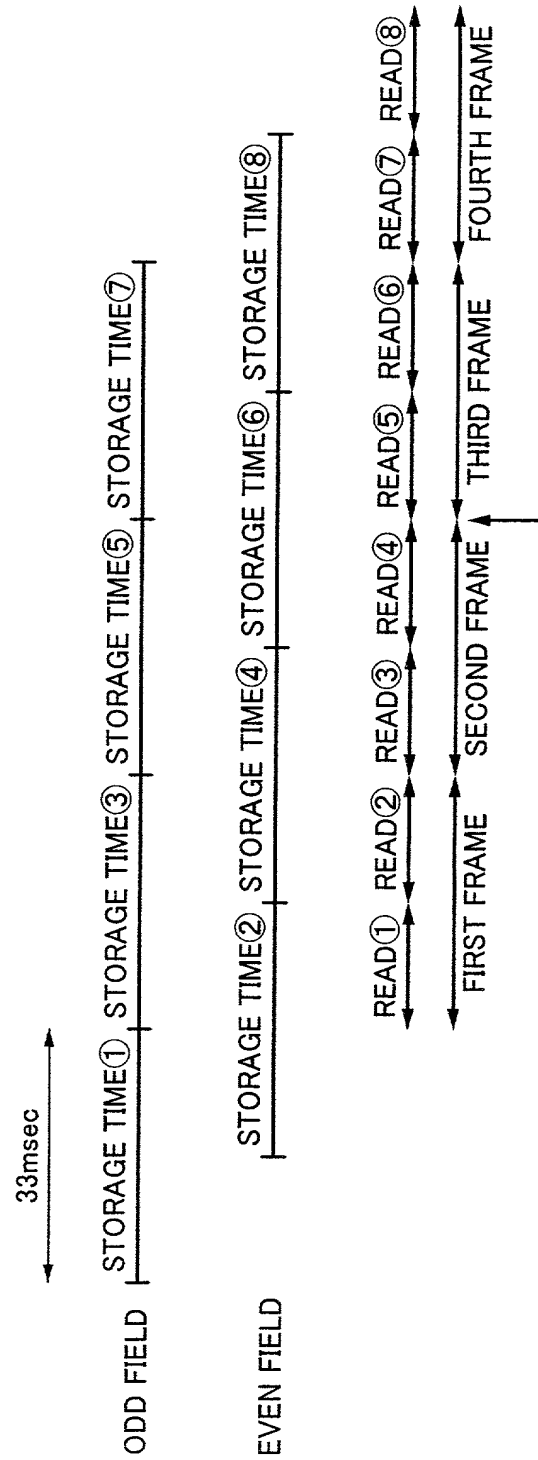 33msec
ODD FIELD STORAGE TIME① STORAGE TIME③ STORAGE TIME⑤ STORAGE TIME⑦
EVEN FIELD STORAGE TIME② STORAGE TIME④ STORAGE TIME⑥ STORAGE TIME⑧
READ① READ② READ③ READ④ READ⑤ READ⑥ READ⑦ READ⑧
FIRST FRAME SECOND FRAME THIRD FRAME FOURTH FRAME